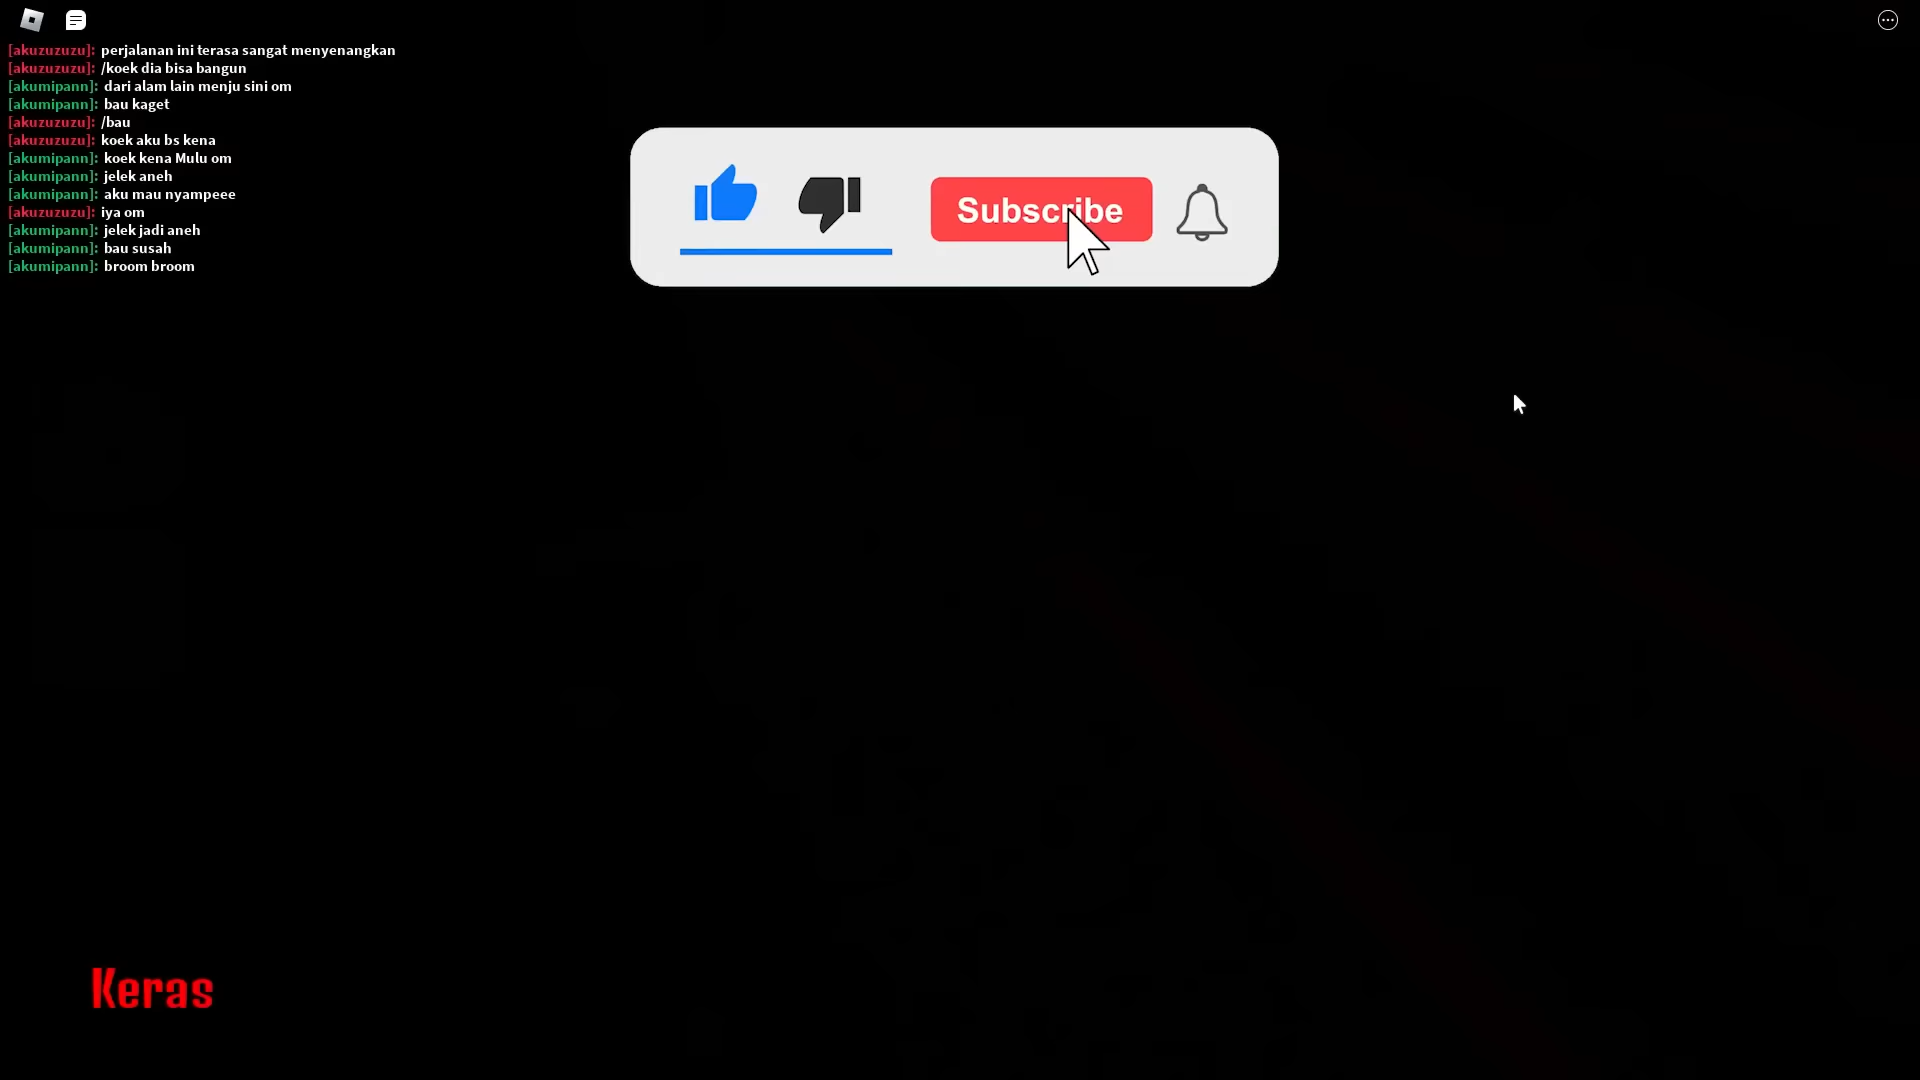 [akuzuzuzu]: perjalanan ini terasa sangat menyenangkan
[akuzuzuzu]: /koek dia bisa bangun
[akumipann]: dari alam lain menju sini om
[akumipann]: bau kaget
[akuzuzuzu]: /bau
[akuzuzuzu]: koek aku bs kena
[akumipann]: koek kena Mulu om
[akumipann]: jelek aneh
[akumipann]: aku mau nyampeee
[akuzuzuzu]: iya om
[akumipann]: jelek jadi aneh
[akumipann]: bau susah
[akumipann]: broom broom
Subscribe
Keras